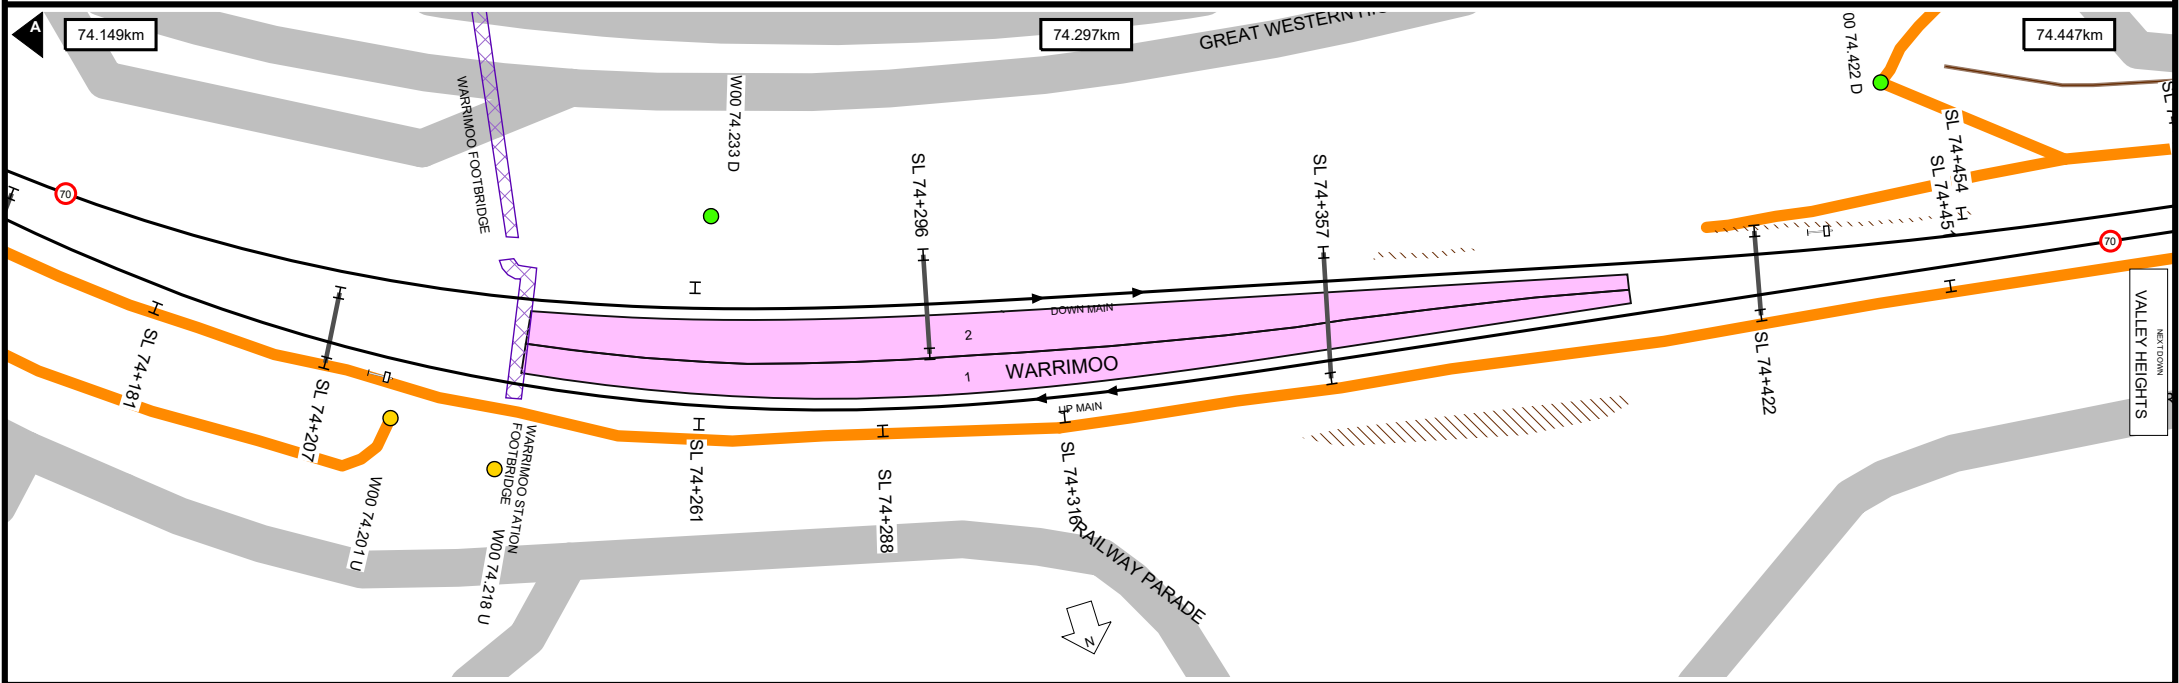 A
74.149km
74.297km
74.447km
GREAT WESTERN
WARRIMOO FOOTBRIDGE
W00 74.233 D
00 74.422 D
SL 74+296
SL 74+357
SL 74+454
SL 74+45
70
70
DOWN MAIN
2
WARRIMOO
1
UP MAIN
SL 74+181
SL 74+207
SL 74+422
VALLEY HEIGHTS
NEXT DOWN
WARRIMOO STATION
FOOTBRIDGE
SL 74+261
SL 74+288
SL 74+316
W00 74.201 U
W00 74.218 U
RAILWAY PARADE
N